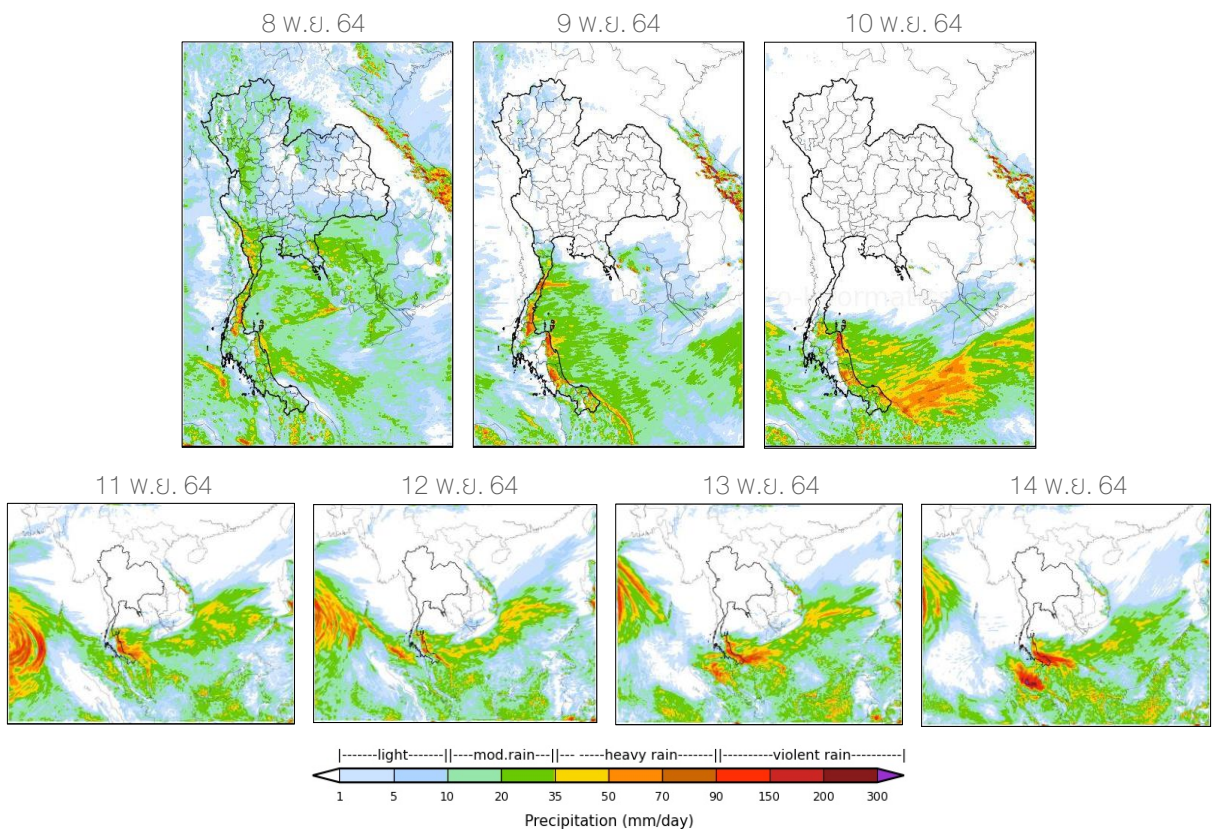 8 พ.ย. 64
9 พ.ย. 64
10 พ.ย. 64
11 พ.ย. 64
12 พ.ย. 64
13 พ.ย. 64
14 พ.ย. 64
|-------light-------||----mod.rain---||--- -----heavy rain-------||-------violent rain----------|
1 5 10 20 35 50 70 90 150 200 300
Precipitation (mm/day)